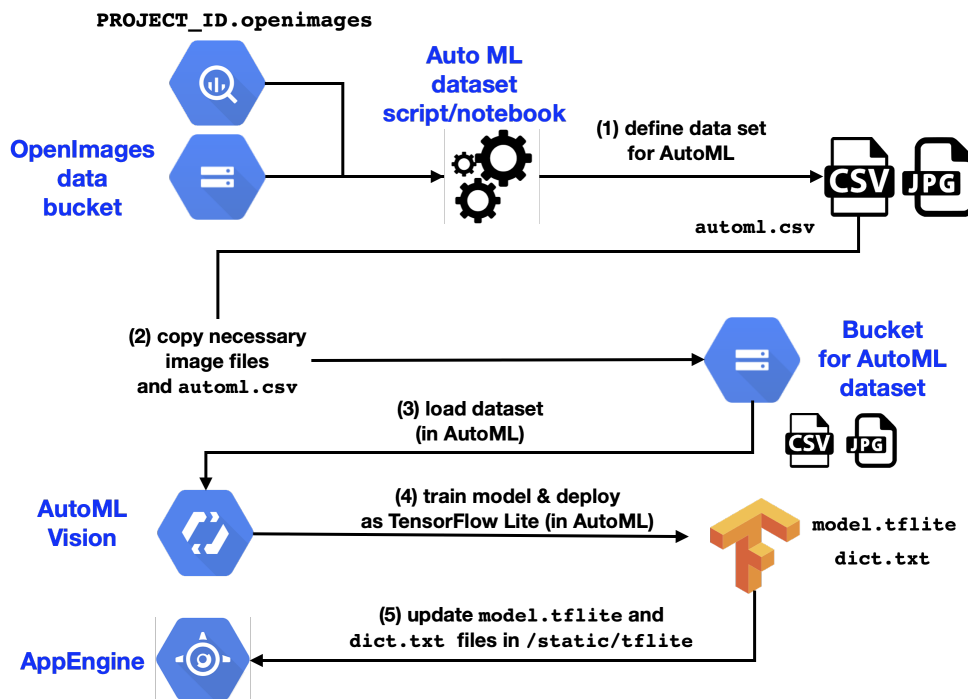 PROJECT_ID.openimages
Auto ML
dataset
script/notebook
OpenImages
data
bucket
(1) define data set
for AutoML
CSV
JPG
automl.csv
(2) copy necessary
image files
and automl.csv
Bucket
for AutoML
dataset
CSV
JPG
(3) load dataset
(in AutoML)
AutoML
Vision
(4) train model & deploy
as TensorFlow Lite (in AutoML)
model.tflite
dict.txt
(5) update model.tflite and
dict.txt files in /static/tflite
AppEngine